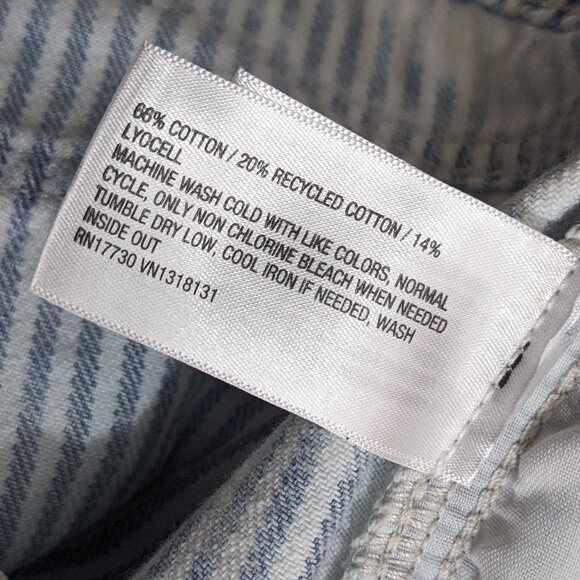 66% COTTON / 20% RECYCLED COTTON / 14%
LYOCELL
MACHINE WASH COLD WITH LIKE COLORS, NORMAL
CYCLE, ONLY NON CHLORINE BLEACH WHEN NEEDED
TUMBLE DRY LOW, COOL IRON IF NEEDED, WASH
INSIDE OUT
RN17730 VN1318131